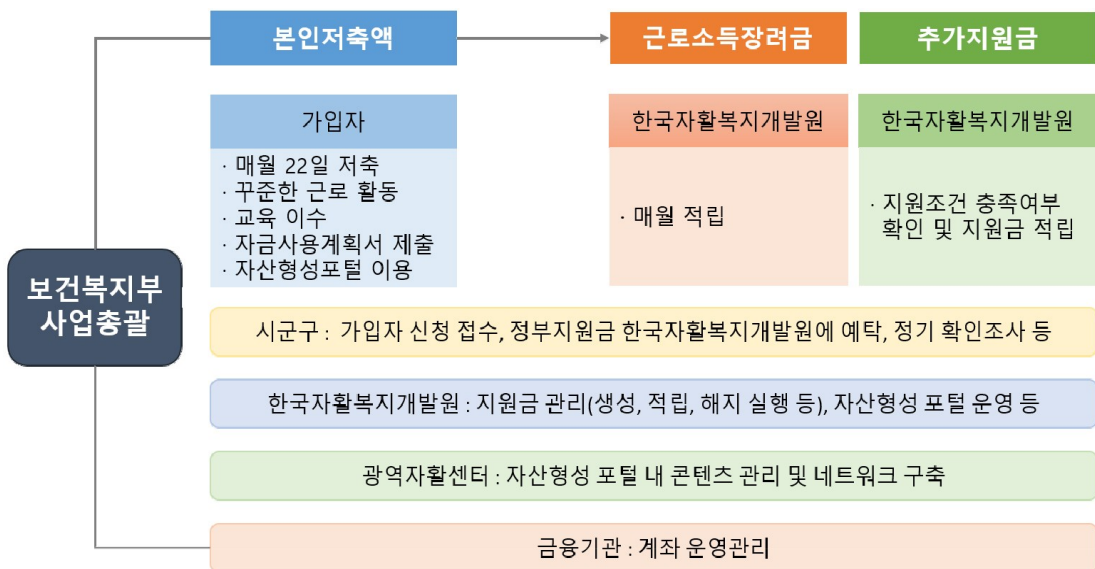 본인저축액
근로소득장려금
추가지원금
가입자
· 매월 22일 저축
· 꾸준한 근로 활동
· 교육 이수
· 자금사용계획서 제출
· 자산형성포털 이용
한국자활복지개발원
· 매월 적립
한국자활복지개발원
· 지원조건 충족여부
확인 및 지원금 적립
보건복지부
사업총괄
시군구 : 가입자 신청 접수, 정부지원금 한국자활복지개발원에 예탁, 정기 확인조사 등
한국자활복지개발원 : 지원금 관리(생성, 적립, 해지 실행 등), 자산형성 포털 운영 등
광역자활센터 : 자산형성 포털 내 콘텐츠 관리 및 네트워크 구축
금융기관 : 계좌 운영관리